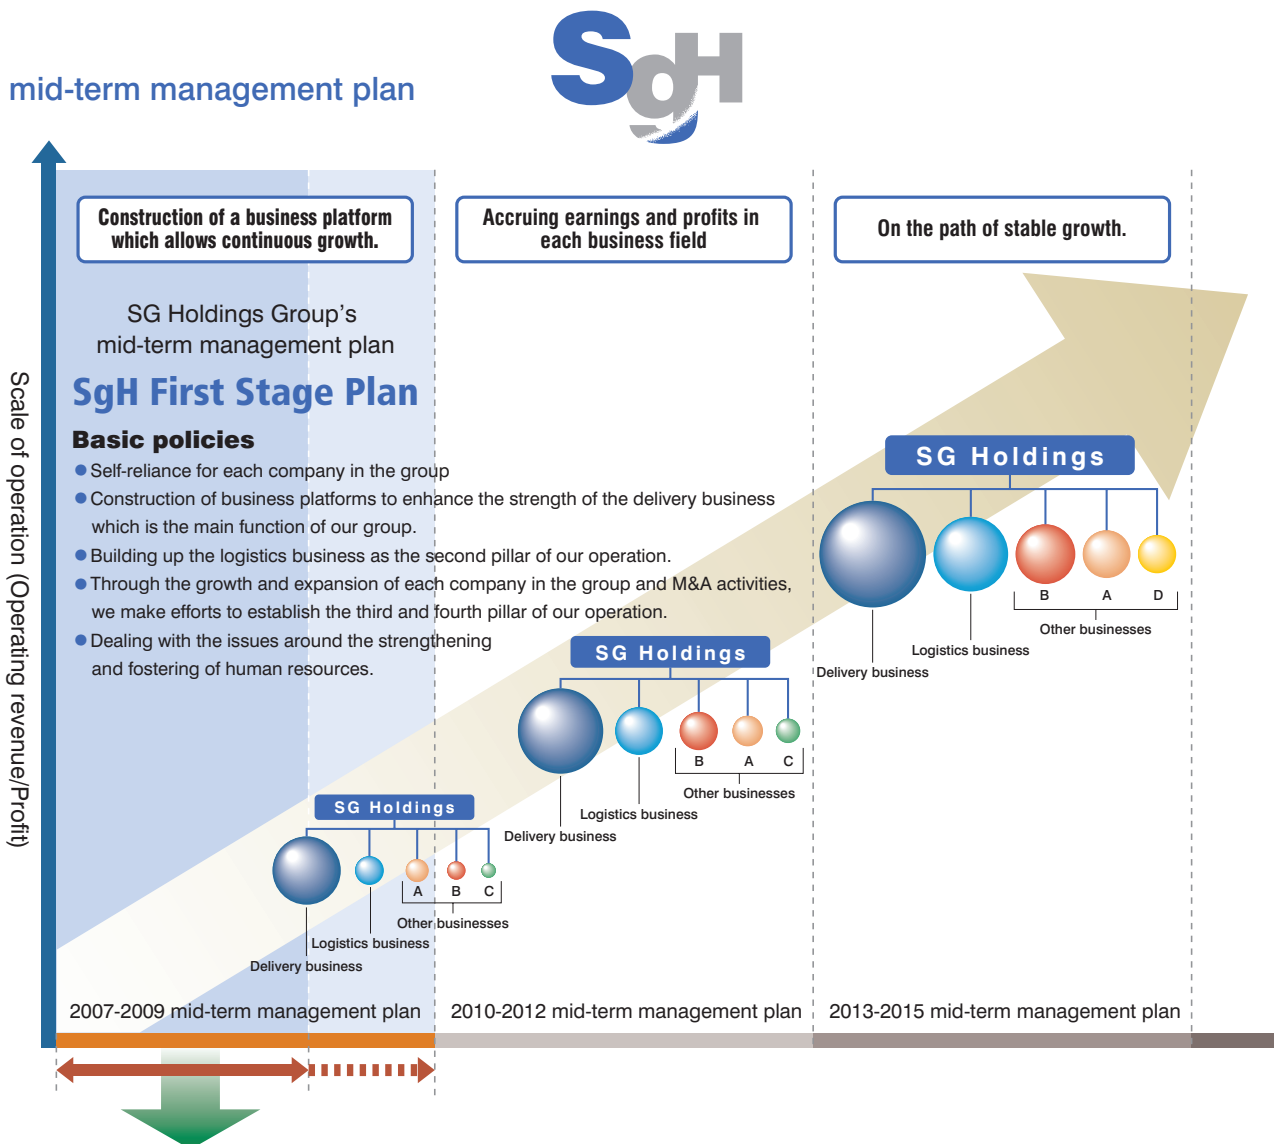 SgH
mid-term management plan
Construction of a business platform
which allows continuous growth.
Accruing earnings and profits in
each business field
On the path of stable growth.
SG Holdings Group's
mid-term management plan
SgH First Stage Plan
Basic policies
● Self-reliance for each company in the group
● Construction of business platforms to enhance the strength of the delivery business
which is the main function of our group.
● Building up the logistics business as the second pillar of our operation.
● Through the growth and expansion of each company in the group and M&A activities,
we make efforts to establish the third and fourth pillar of our operation.
● Dealing with the issues around the strengthening
and fostering of human resources.
Scale of operation (Operating revenue/Profit)
SG Holdings
B A D
Other businesses
Logistics business
Delivery business
SG Holdings
B A C
Other businesses
Logistics business
Delivery business
SG Holdings
A B C
Other businesses
Logistics business
Delivery business
2007-2009 mid-term management plan
2010-2012 mid-term management plan
2013-2015 mid-term management plan